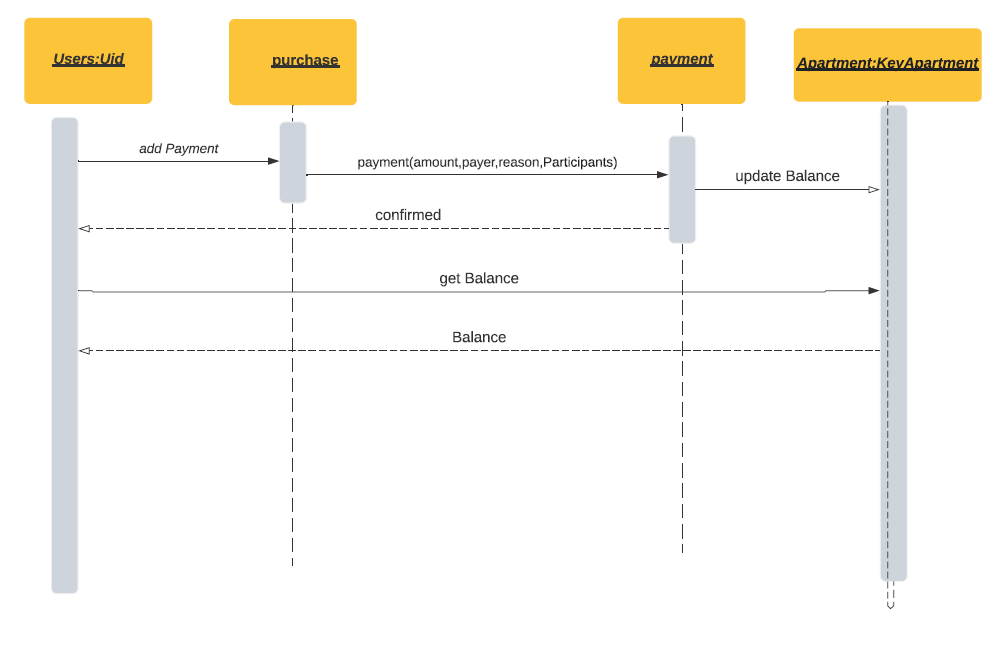 Users:Uid
purchase
payment
Apartment:KeyApartment
add Payment
payment(amount,payer,reason,Participants)
update Balance
confirmed
get Balance
Balance